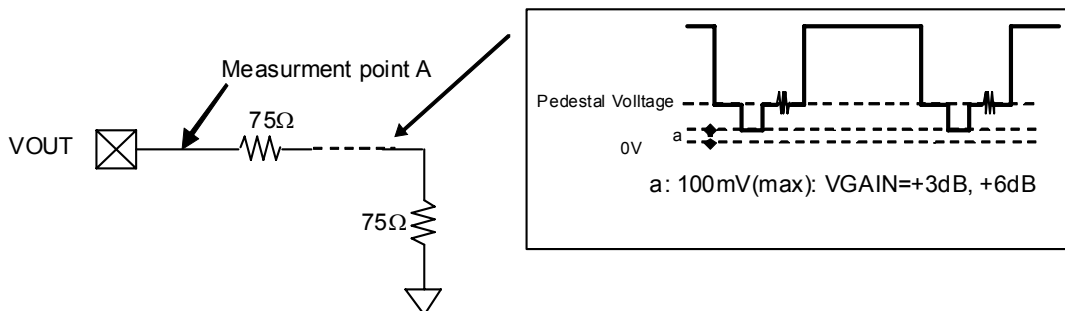 Measurment point A
75Ω
VOUT
75Ω
Pedestal Volltage
a
0V
a: 100mV(max): VGAIN=+3dB, +6dB